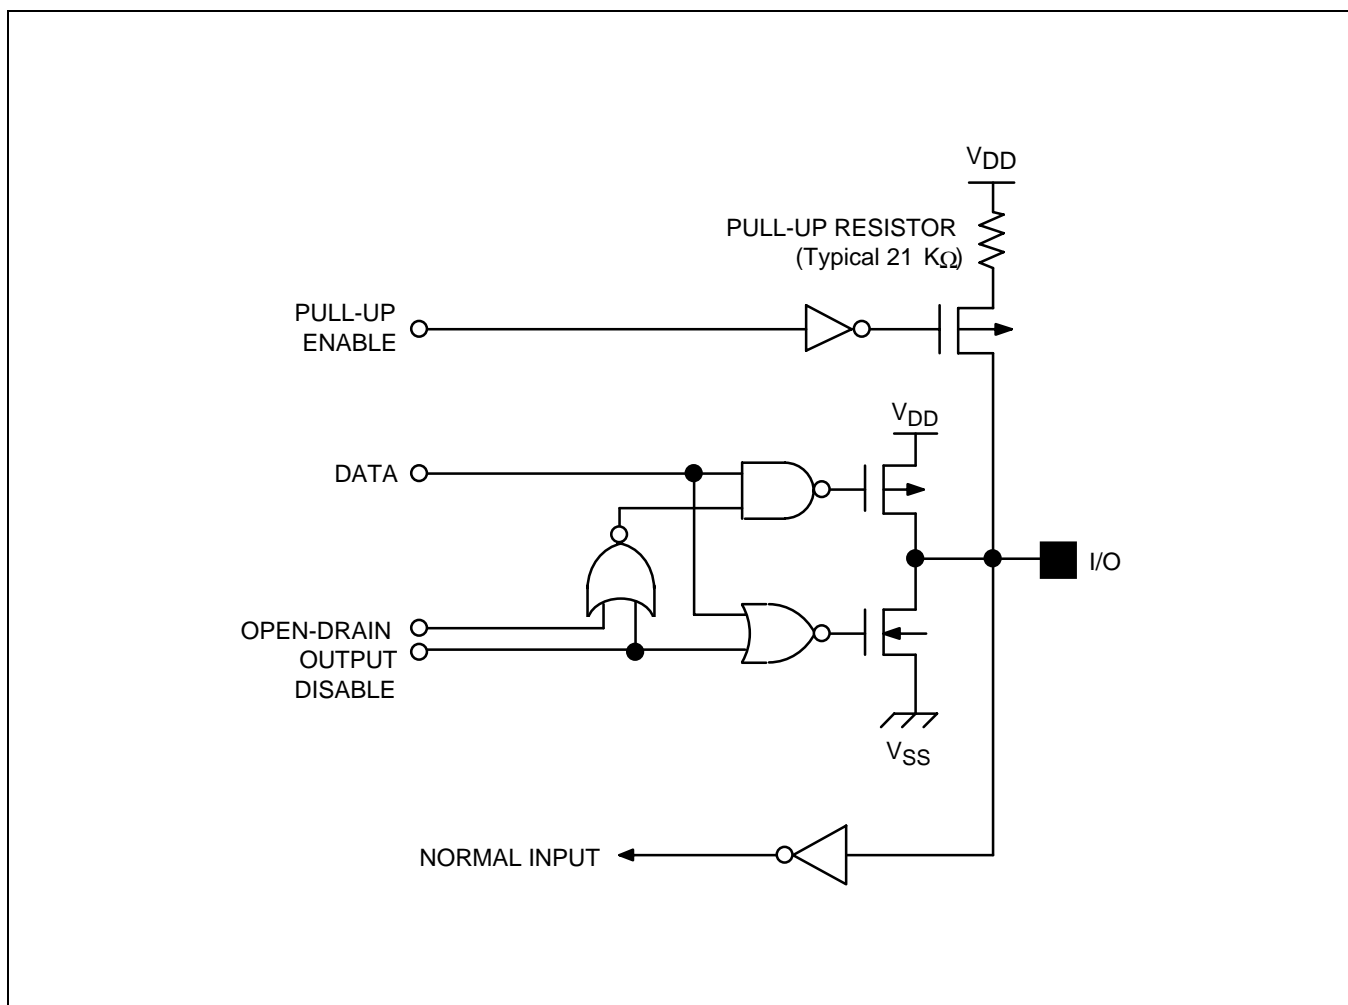 VDD
PULL-UP RESISTOR
(Typical 21 KΩ)
PULL-UP
ENABLE
VDD
DATA
I/O
OPEN-DRAIN
OUTPUT
DISABLE
VSS
NORMAL INPUT